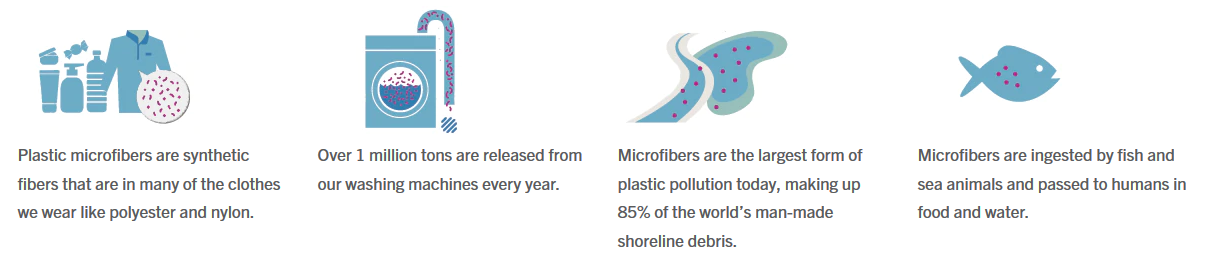 Plastic microfibers are synthetic
fibers that are in many of the clothes
we wear like polyester and nylon.
Over 1 million tons are released from
our washing machines every year.
Microfibers are the largest form of
plastic pollution today, making up
85% of the world's man-made
shoreline debris.
Microfibers are ingested by fish and
sea animals and passed to humans in
food and water.